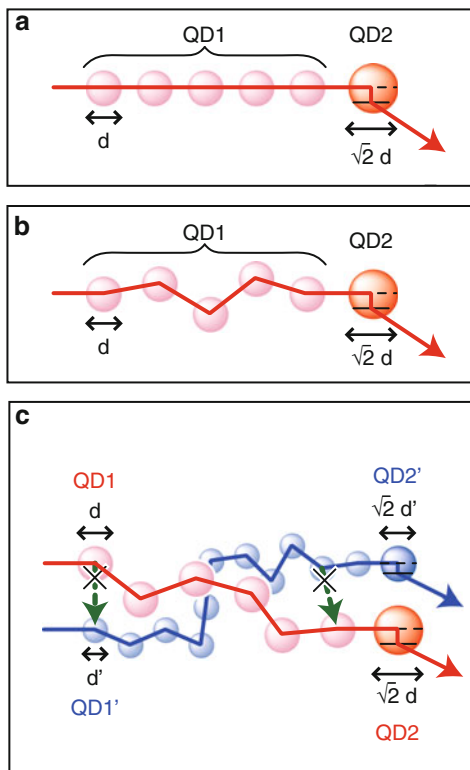 a
QD1 QD2
d
√2 d
b
QD1 QD2
d
√2 d
c
QD1 QD2'
d √2 d'
d' √2 d
QD1' QD2